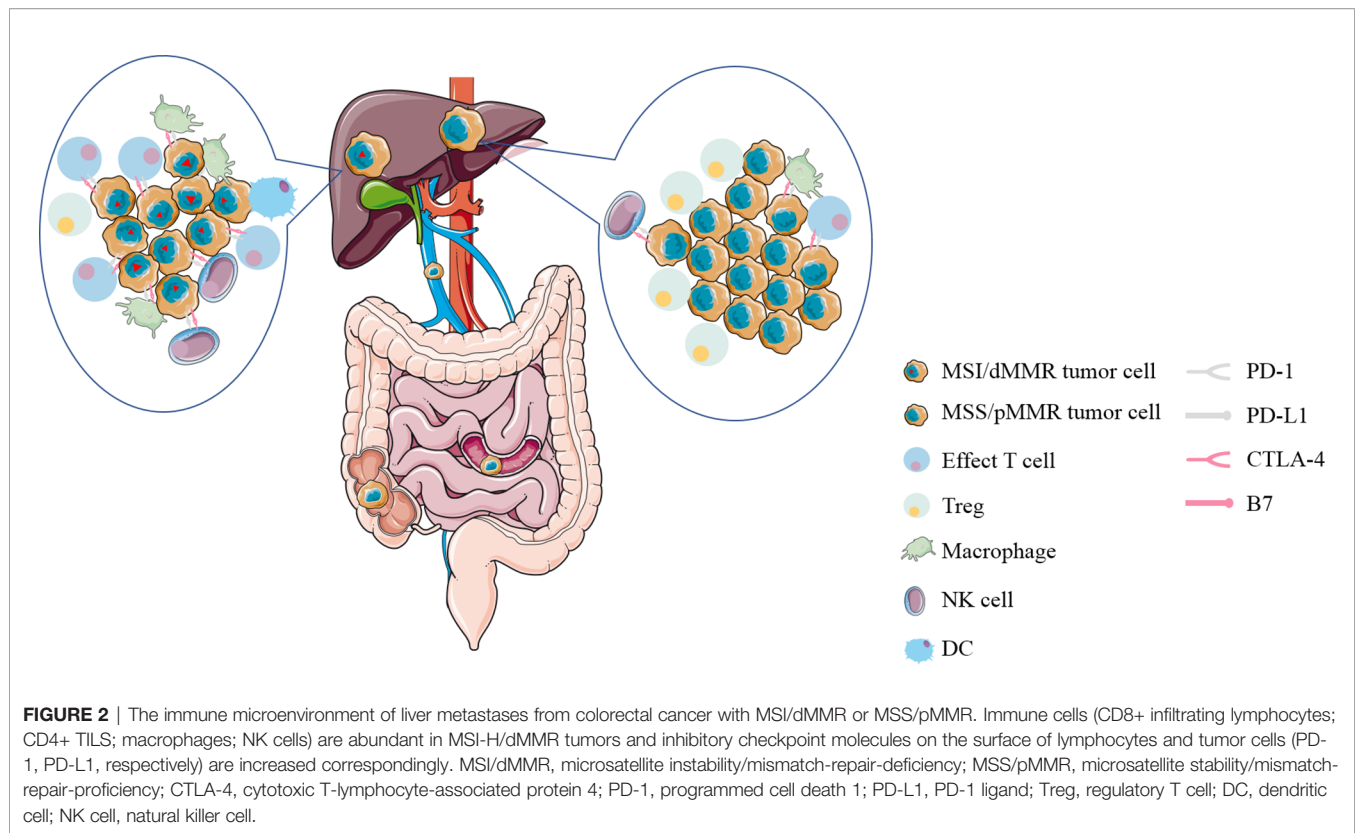 MSI/dMMR tumor cell
MSS/pMMR tumor cell
Effect T cell
Treg
Macrophage
NK cell
DC
PD-1
PD-L1
CTLA-4
B7
FIGURE 2 | The immune microenvironment of liver metastases from colorectal cancer with MSI/dMMR or MSS/pMMR. Immune cells (CD8+ infiltrating lymphocytes;
CD4+ TILS; macrophages; NK cells) are abundant in MSI-H/dMMR tumors and inhibitory checkpoint molecules on the surface of lymphocytes and tumor cells (PD-
1, PD-L1, respectively) are increased correspondingly. MSI/dMMR, microsatellite instability/mismatch-repair-deficiency; MSS/pMMR, microsatellite stability/mismatch-
repair-proficiency; CTLA-4, cytotoxic T-lymphocyte-associated protein 4; PD-1, programmed cell death 1; PD-L1, PD-1 ligand; Treg, regulatory T cell; DC, dendritic
cell; NK cell, natural killer cell.